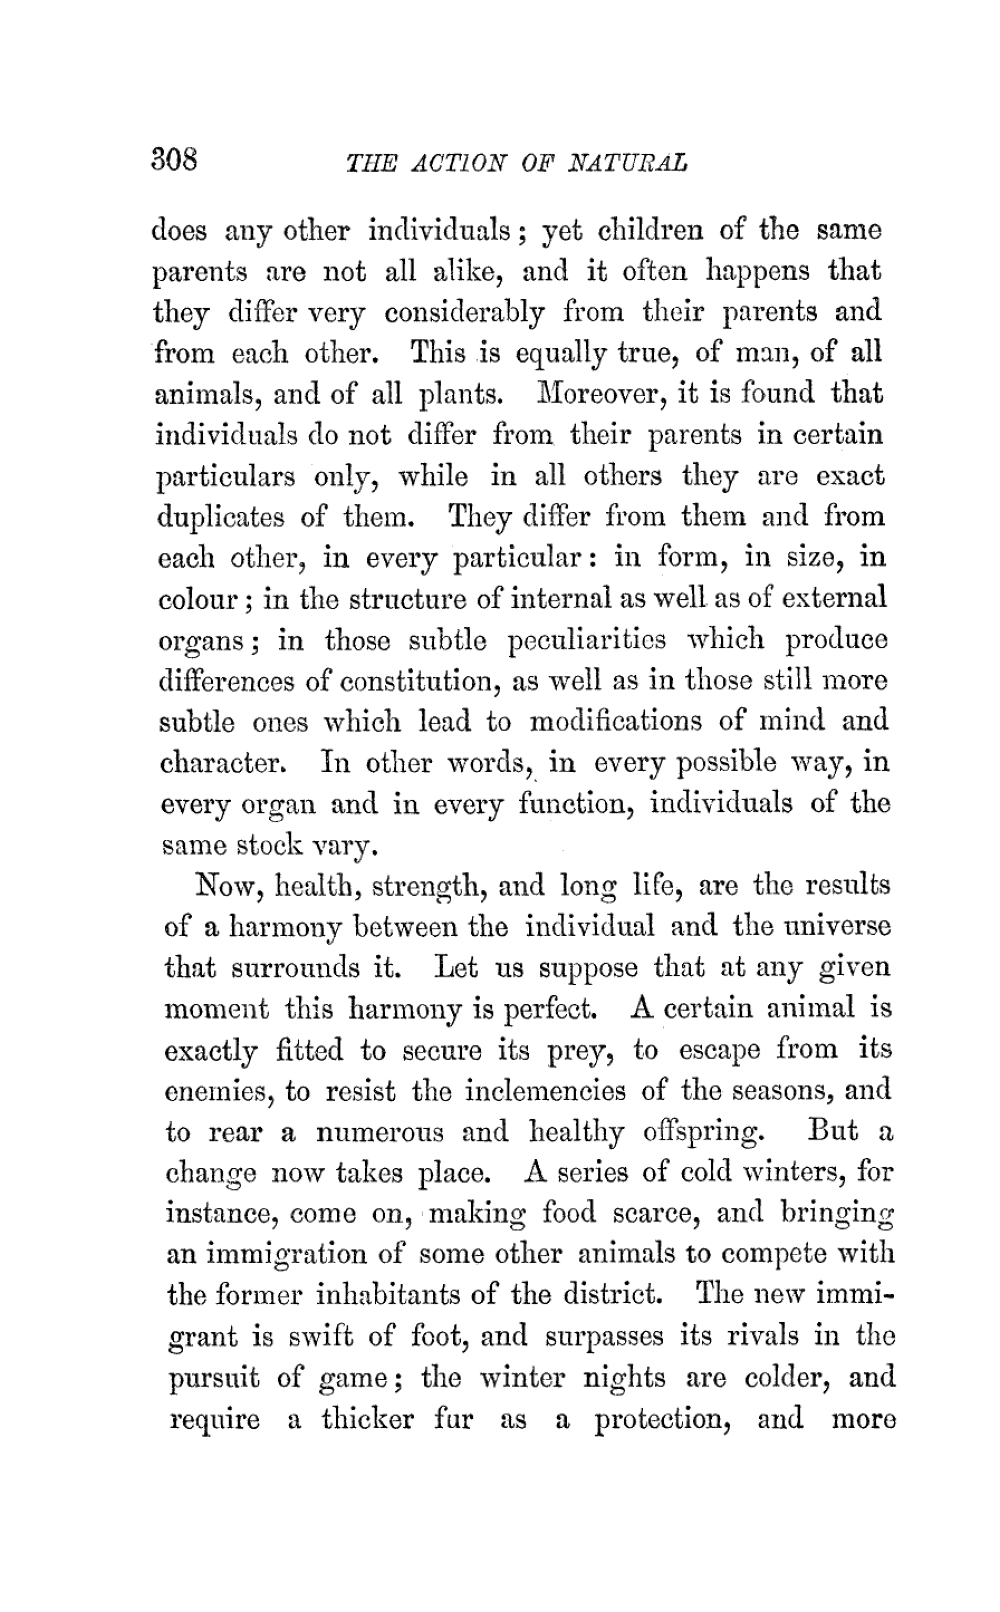 308 THE ACTION OF NATURAL
does any other individuals; yet children of the same
parents are not all alike, and it often happens that
they differ very considerably from their parents and
from each other. This is equally true, of man, of all
animals, and of all plants. Moreover, it is found that
individuals do not differ from their parents in certain
particulars only, while in all others they are exact
duplicates of them. They differ from them and from
each other, in every particular: in form, in size, in
colour; in the structure of internal as well as of external
organs; in those subtle peculiarities which produce
differences of constitution, as well as in those still more
subtle ones which lead to modifications of mind and
character. In other words, in every possible way, in
every organ and in every function, individuals of the
same stock vary.
Now, health, strength, and long life, are the results
of a harmony between the individual and the universe
that surrounds it. Let us suppose that at any given
moment this harmony is perfect. A certain animal is
exactly fitted to secure its prey, to escape from its
enemies, to resist the inclemencies of the seasons, and
to rear a numerous and healthy offspring. But a
change now takes place. A series of cold winters, for
instance, come on, making food scarce, and bringing
an immigration of some other animals to compete with
the former inhabitants of the district. The new immi-
grant is swift of foot, and surpasses its rivals in the
pursuit of game; the winter nights are colder, and
require a thicker fur as a protection, and more